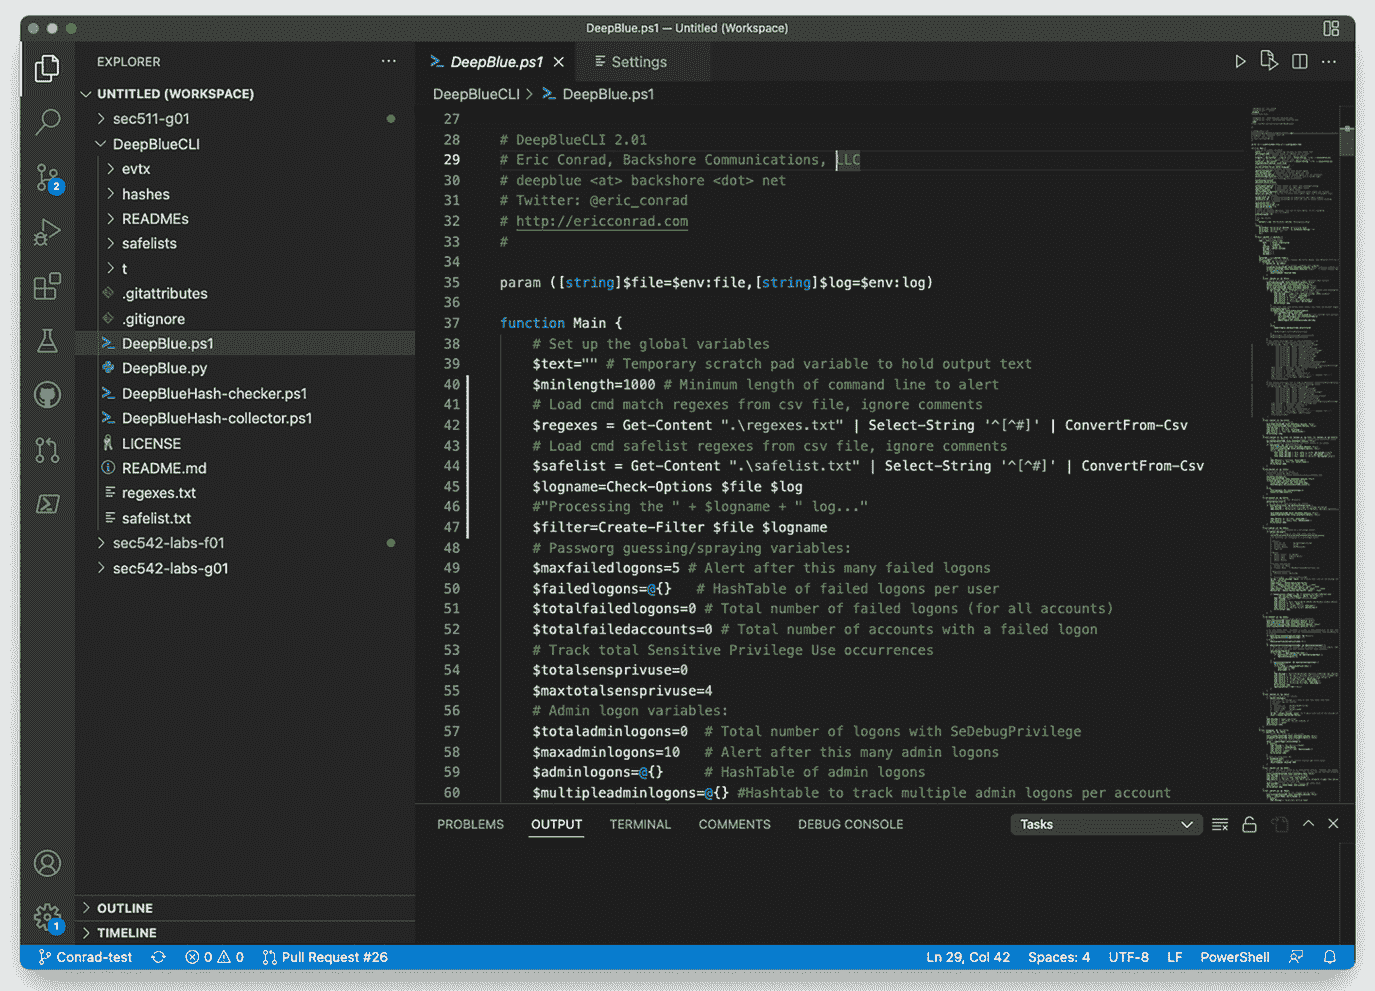 DeepBlue.ps1 — Untitled (Workspace)
EXPLORER
UNTITLED (WORKSPACE)
sec511-g01
DeepBlueCLI
evtx
hashes
READMEs
safelists
t
.gitattributes
.gitignore
DeepBlue.ps1
DeepBlue.py
DeepBlueHash-checker.ps1
DeepBlueHash-collector.ps1
LICENSE
README.md
regexes.txt
safelist.txt
sec542-labs-f01
sec542-labs-g01
OUTLINE
TIMELINE
2
1
DeepBlue.ps1
Settings
DeepBlueCLI > DeepBlue.ps1
27
28 # DeepBlueCLI 2.01
29 # Eric Conrad, Backshore Communications, LLC
30 # deepblue <at> backshore <dot> net
31 # Twitter: @eric_conrad
32 # http://ericconrad.com
33 #
34
35 param ([string]$file=$env:file,[string]$log=$env:log)
36
37 function Main {
38 # Set up the global variables
39 $text="" # Temporary scratch pad variable to hold output text
40 $minlength=1000 # Minimum length of command line to alert
41 # Load cmd match regexes from csv file, ignore comments
42 $regexes = Get-Content ".\regexes.txt" | Select-String '^[^#]' | ConvertFrom-Csv
43 # Load cmd safelist regexes from csv file, ignore comments
44 $safelist = Get-Content ".\safelist.txt" | Select-String '^[^#]' | ConvertFrom-Csv
45 $logname=Check-Options $file $log
46 #"Processing the " + $logname + " log..."
47 $filter=Create-Filter $file $logname
48 # Passworg guessing/spraying variables:
49 $maxfailedlogons=5 # Alert after this many failed logons
50 $failedlogons=@{} # HashTable of failed logons per user
51 $totalfailedlogons=0 # Total number of failed logons (for all accounts)
52 $totalfailedaccounts=0 # Total number of accounts with a failed logon
53 # Track total Sensitive Privilege Use occurrences
54 $totalsensprivuse=0
55 $maxtotalsensprivuse=4
56 # Admin logon variables:
57 $totaladminlogons=0 # Total number of logons with SeDebugPrivilege
58 $maxadminlogons=10 # Alert after this many admin logons
59 $adminlogons=@{} # HashTable of admin logons
60 $multipleadminlogons=@{} #Hashtable to track multiple admin logons per account
PROBLEMS OUTPUT TERMINAL COMMENTS DEBUG CONSOLE Tasks
Conrad-test 0 0 Pull Request #26 Ln 29, Col 42 Spaces: 4 UTF-8 LF PowerShell